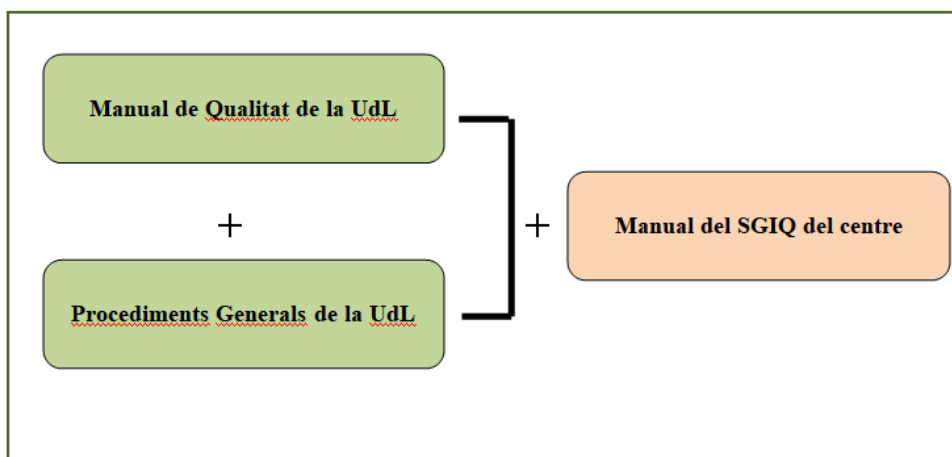 Manual de Qualitat de la UdL
+
+
Manual del SGIQ del centre
Procediments Generals de la UdL